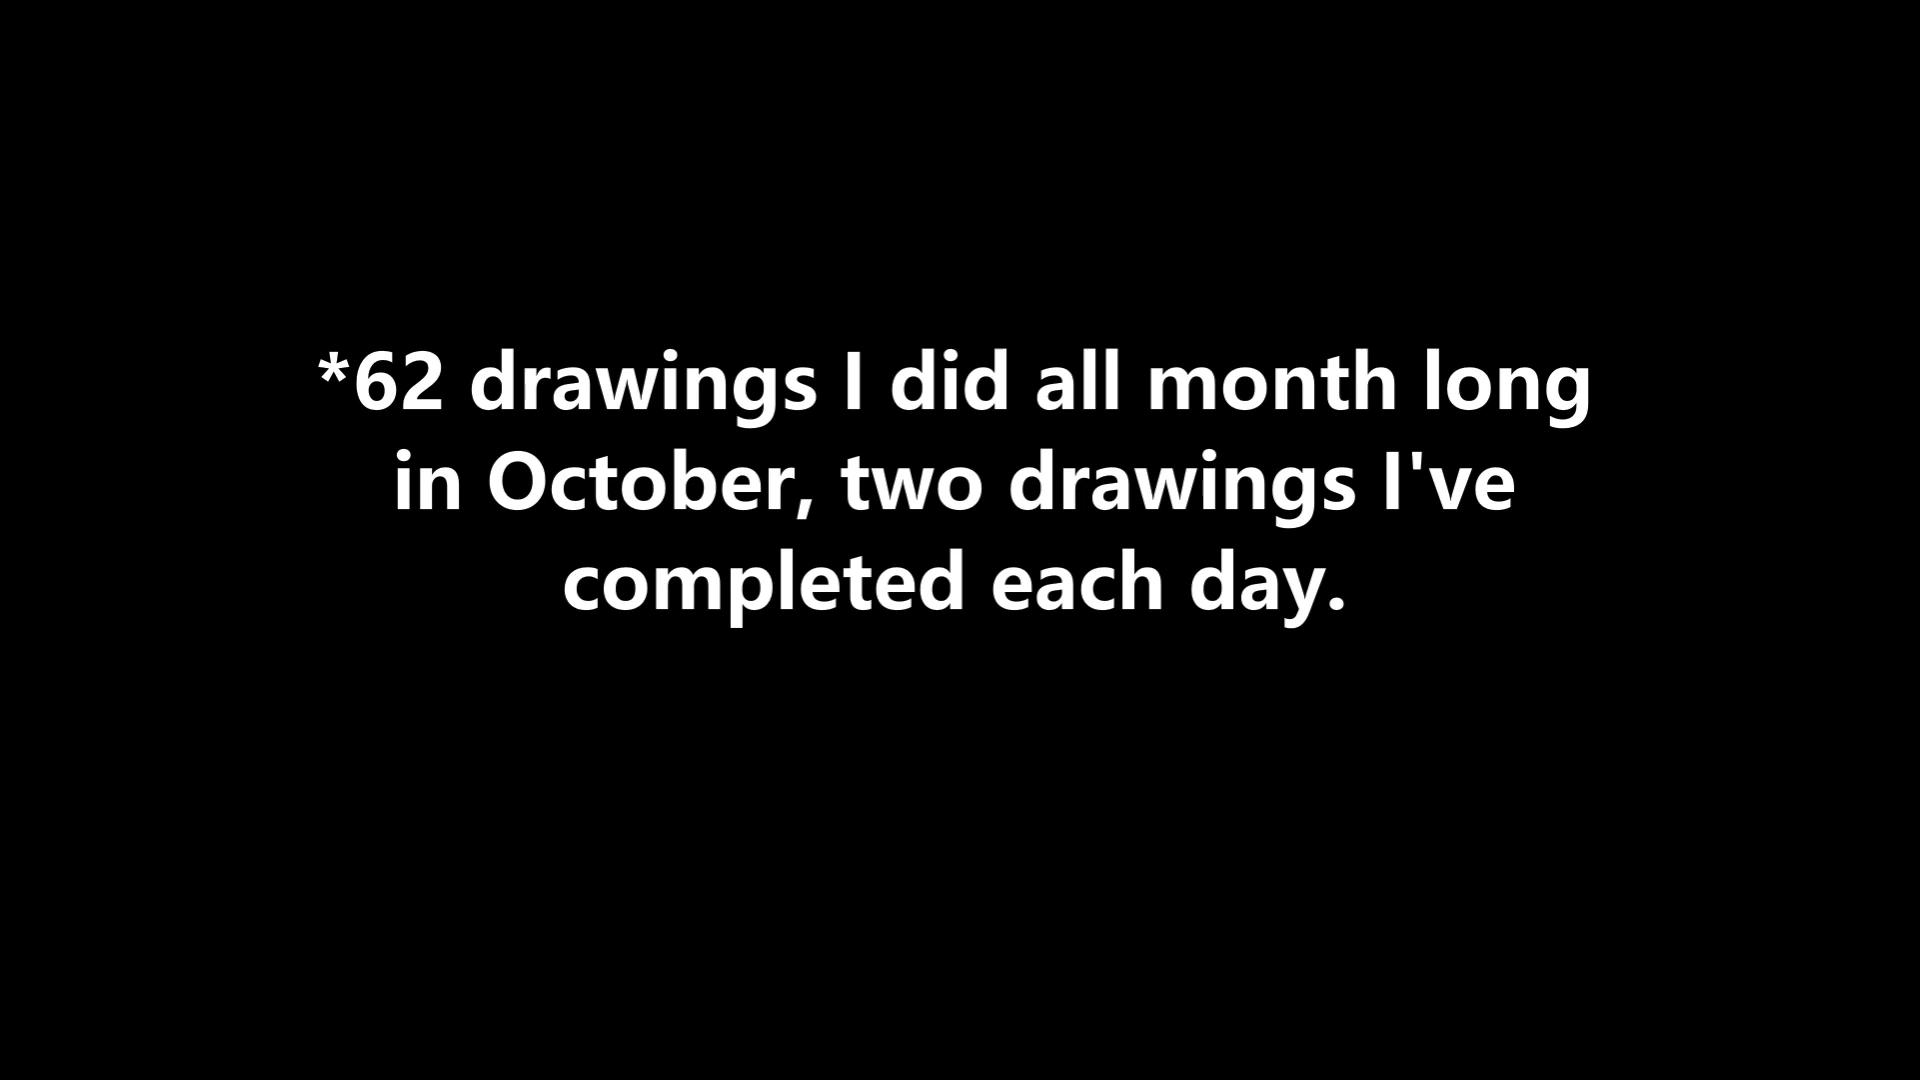 *62 drawings I did all month long
in October, two drawings I've
completed each day.